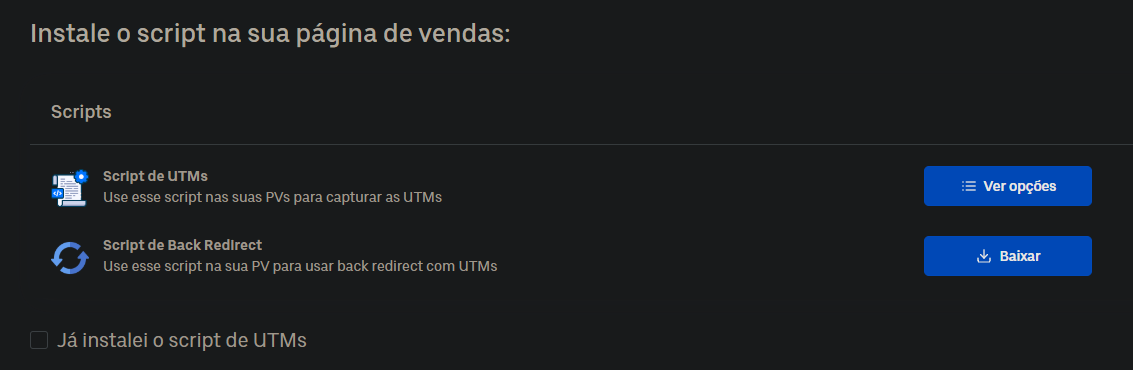 Instale o script na sua página de vendas:
Scripts
Script de UTMs
Use esse script nas suas PVs para capturar as UTMs
Ver opções
Script de Back Redirect
Use esse script na sua PV para usar back redirect com UTMs
Baixar
Já instalei o script de UTMs